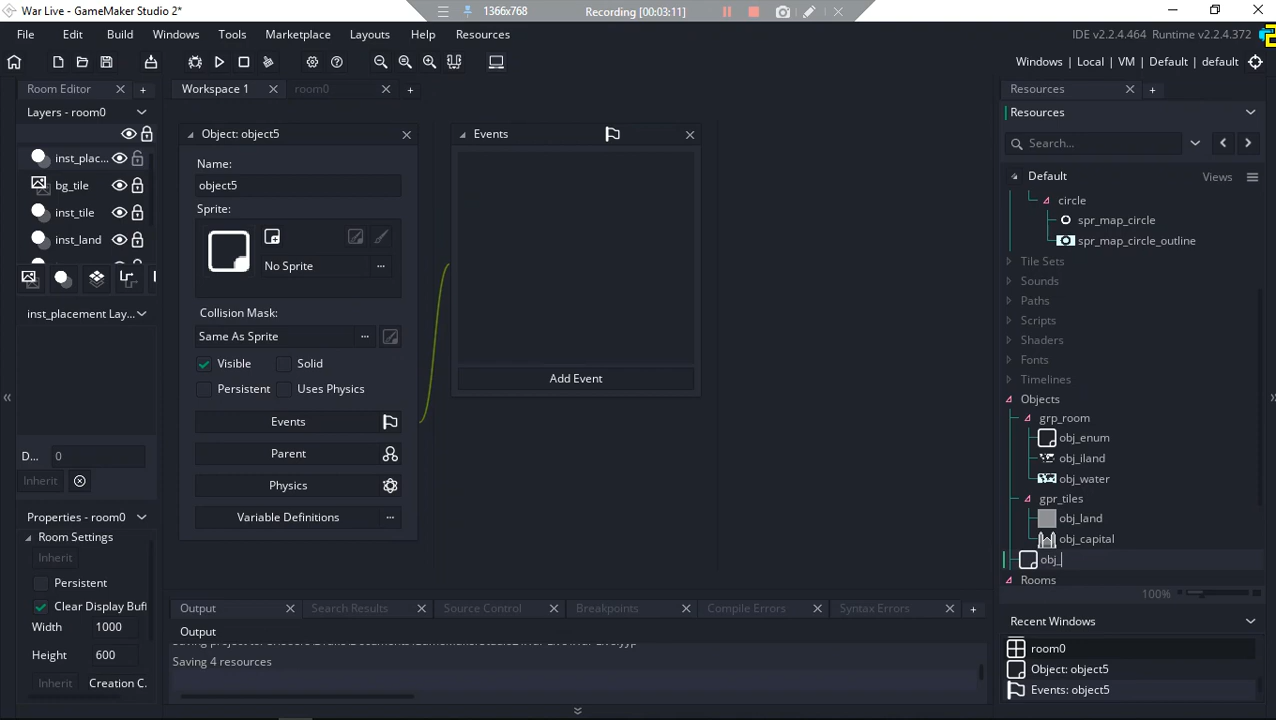 War Live - GameMaker Studio 2*
1366x768
Recording [00:03:11]
File Edit Build Windows Tools Marketplace Help Layouts Resources
IDE v2.2.4.464 Runtime v2.2.4.372
Windows | Local | VM | Default | default
Room Editor
Layers - room0
inst_plac...
bg_tile
inst_tile
inst_land
inst_placement Lay...
D... 0
Inherit
Properties - room0
Room Settings
Inherit
Persistent
Clear Display Buff
Width 1000
Height 600
Inherit Creation C.
Workspace 1 room0
Object: object5
Name:
object5
Sprite:
No Sprite
Collision Mask:
Same As Sprite
Visible Solid
Persistent Uses Physics
Events
Parent
Physics
Variable Definitions
Events
Add Event
Output Search Results Source Control Breakpoints Compile Errors Syntax Errors
Output
Saving 4 resources
Resources
Resources
Search...
Default Views
circle
spr_map_circle
spr_map_circle_outline
Tile Sets
Sounds
Paths
Scripts
Shaders
Fonts
Timelines
Objects
grp_room
obj_enum
obj_iland
obj_water
gpr_tiles
obj_land
obj_capital
obj_
Rooms
100%
Recent Windows
room0
Object: object5
Events: object5